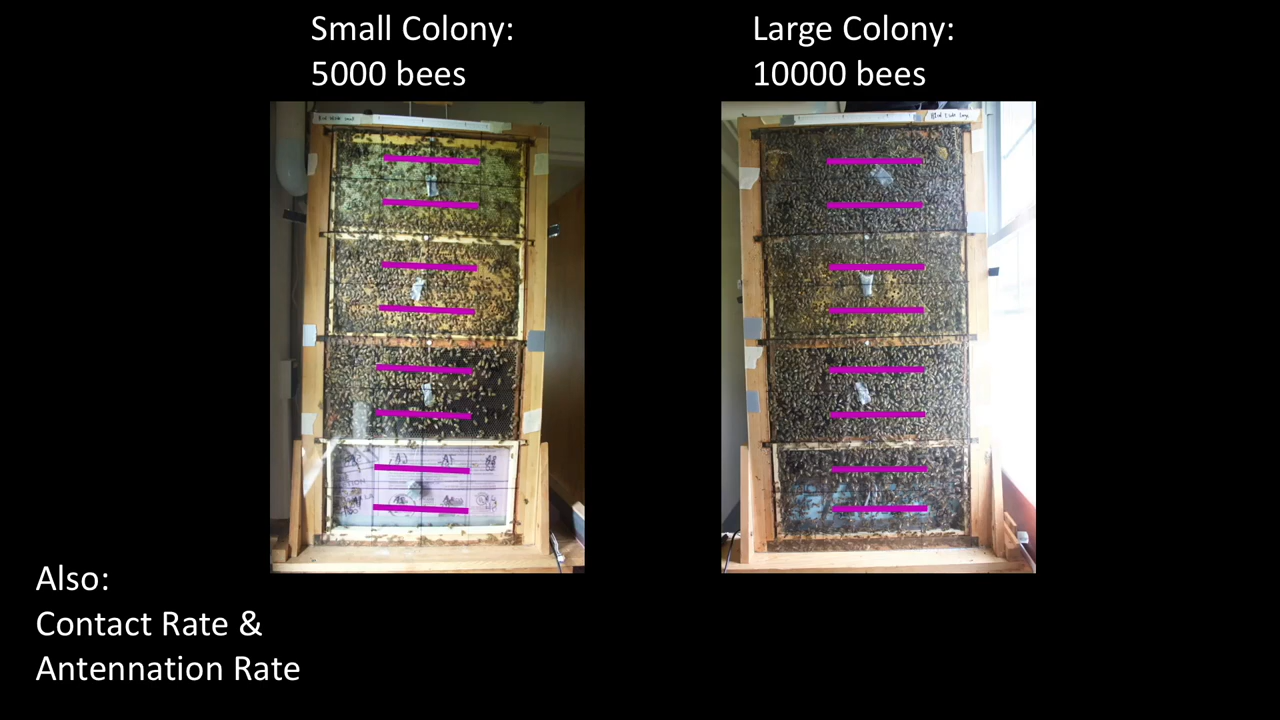 Small Colony:
5000 bees
Large Colony:
10000 bees
Also:
Contact Rate &
Antennation Rate